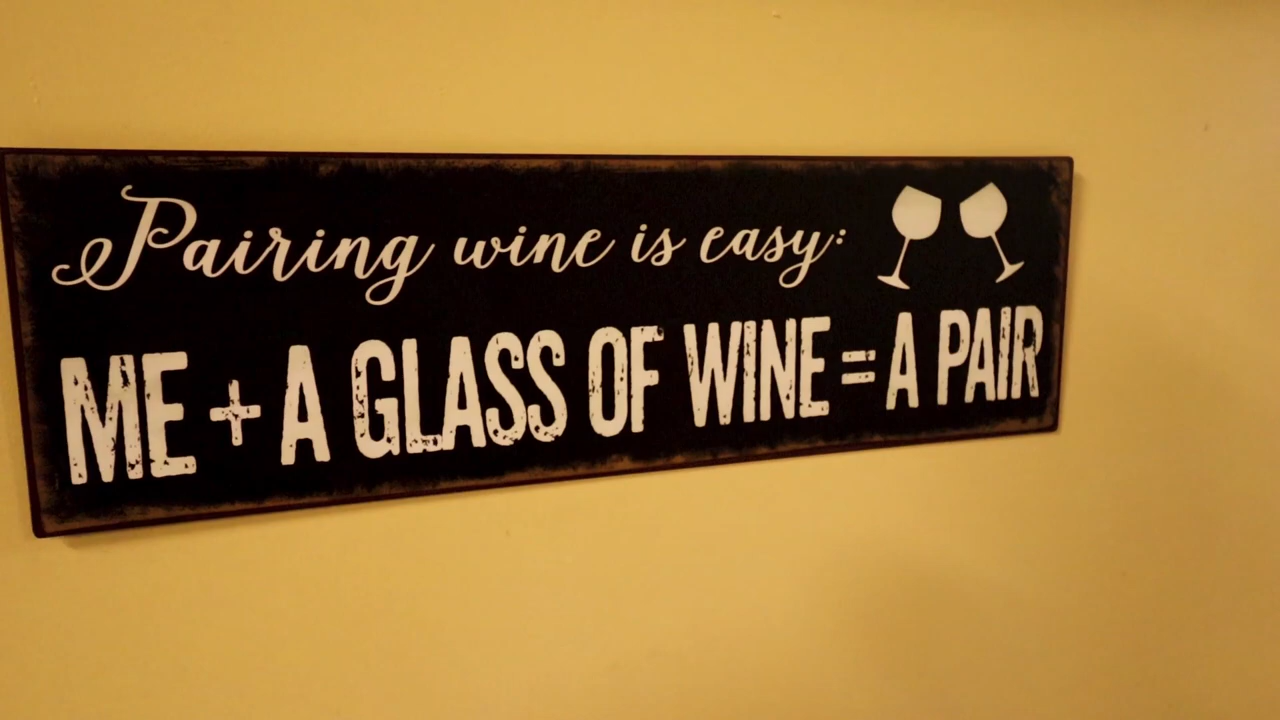 Pairing wine is easy:
ME + A GLASS OF WINE = A PAIR